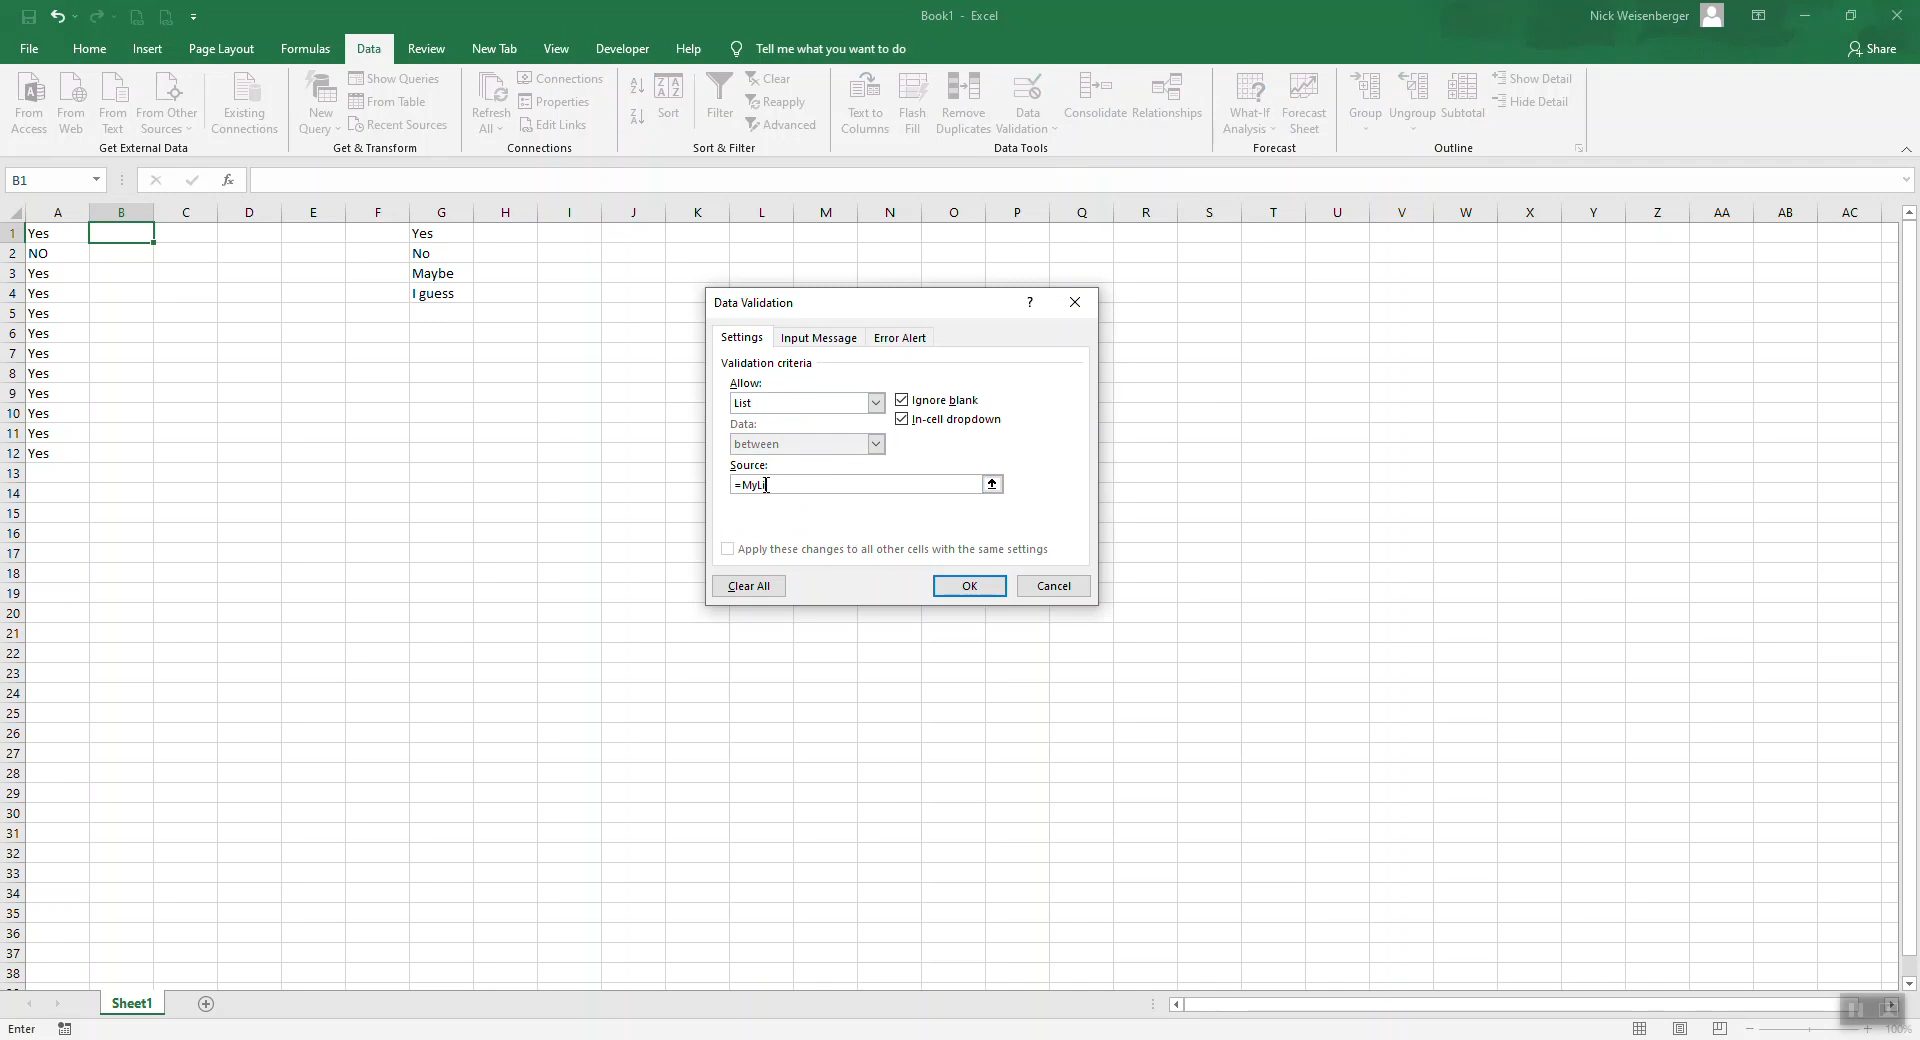 Book1 - Excel
Nick Weisenberger
File Home Insert Page Layout Formulas Data Review New Tab View Developer Help Tell me what you want to do Share
From Access
From Web
From Text
From Other Sources
Existing Connections
Get External Data
New Query
Show Queries
From Table
Recent Sources
Get & Transform
Refresh All
Connections
Properties
Edit Links
Connections
Sort
Filter
Clear
Reapply
Advanced
Sort & Filter
Text to Columns
Flash Fill
Remove Duplicates
Data Validation
Consolidate
Relationships
Data Tools
What-If Analysis
Forecast Sheet
Forecast
Group
Ungroup
Subtotal
Show Detail
Hide Detail
Outline
B1
fx
A B C D E F G H I J K L M N O P Q R S T U V W X Y Z AA AB AC
1 Yes Yes
2 NO No
3 Yes Maybe
4 Yes I guess
5 Yes
6 Yes
7 Yes
8 Yes
9 Yes
10 Yes
11 Yes
12 Yes
13
14
15
16
17
18
19
20
21
22
23
24
25
26
27
28
29
30
31
32
33
34
35
36
37
38
Data Validation ?
Settings Input Message Error Alert
Validation criteria
Allow:
List
Ignore blank
In-cell dropdown
Data:
between
Source:
=MyLi
Apply these changes to all other cells with the same settings
Clear All OK Cancel
Sheet1
Enter
100%